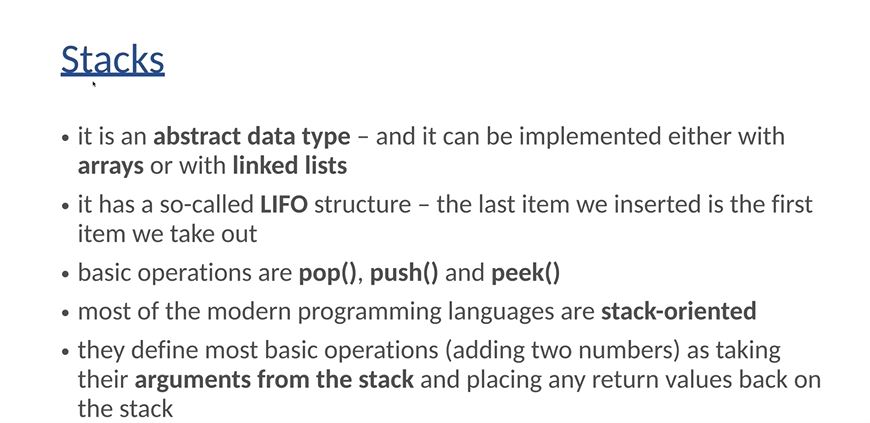 Stacks
• it is an abstract data type – and it can be implemented either with
arrays or with linked lists
• it has a so-called LIFO structure – the last item we inserted is the first
item we take out
• basic operations are pop(), push() and peek()
• most of the modern programming languages are stack-oriented
• they define most basic operations (adding two numbers) as taking
their arguments from the stack and placing any return values back on
the stack